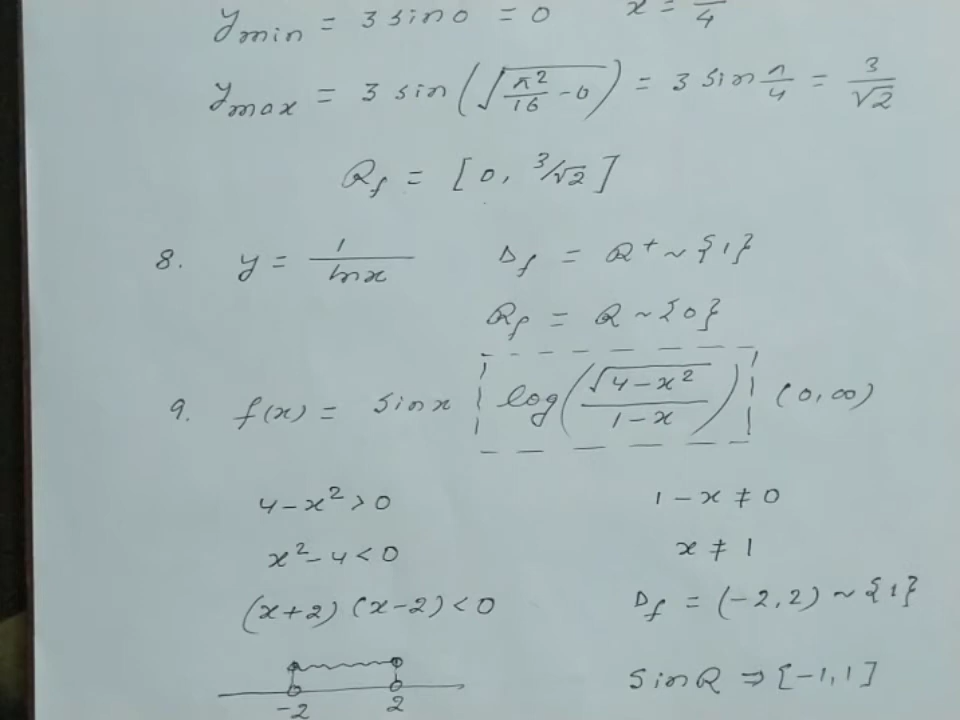 y_min = 3 sin 0 = 0 x = π/4
y_max = 3 sin(√(π²/16 - 0)) = 3 sin π/4 = 3/√2
R_f = [0, 3/√2]
8. y = 1/ln x D_f = R⁺ ~ {1}
R_f = R ~ {0}
9. f(x) = sin x log(√(4-x²)/(1-x)) (0, ∞)
4-x² > 0 1-x ≠ 0
x²-4 < 0 x ≠ 1
(x+2) (x-2) < 0 D_f = (-2, 2) ~ {1}
sin R ⇒ [-1, 1]
-2 2